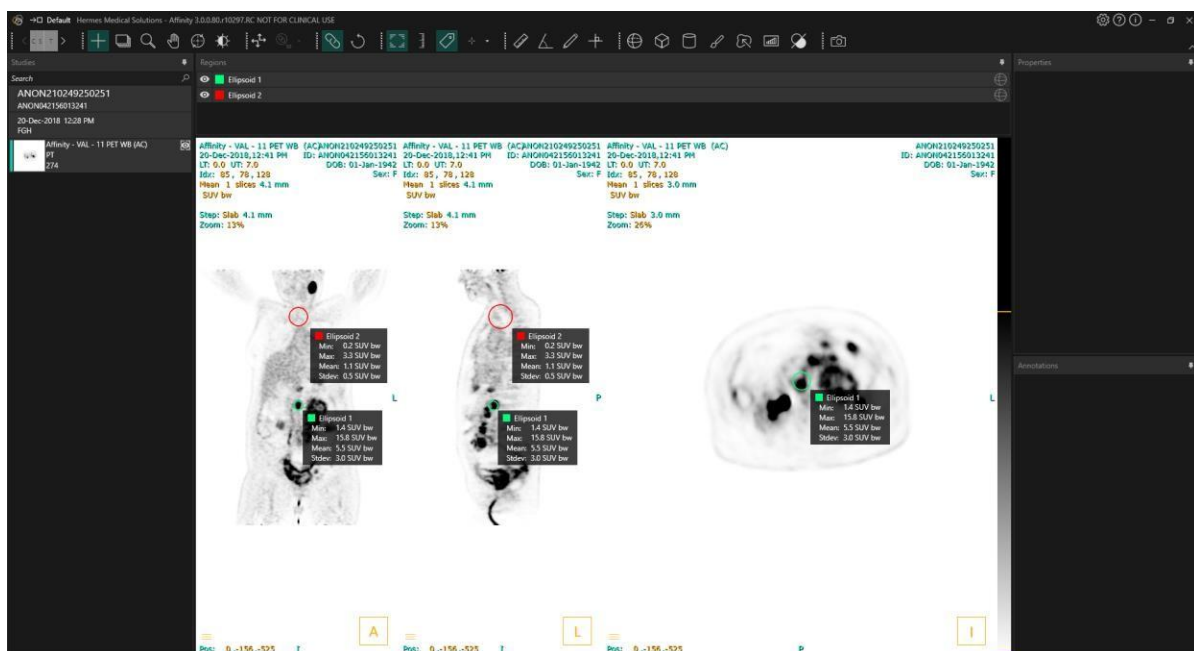 Default Hermes Medical Solutions - Affinity 3.0.0.80.r10297.RC NOT FOR CLINICAL USE
Studies
Search
ANON210249250251
ANON042156013241
20-Dec-2018 12:28 PM
FGH
Affinity - VAL - 11 PET WB (AC)
PT
274
Regions
Ellipsoid 1
Ellipsoid 2
Affinity - VAL - 11 PET WB (AC)ANON210249250251
20-Dec-2018,12:41 PM ID: ANON042156013241
LT: 0.0 UT: 7.0 DOB: 01-Jan-1942
Idx: 85, 78, 128 Sex: F
Mean 1 slices 4.1 mm
SUV bw
Step: Slab 4.1 mm
Zoom: 13%
Ellipsoid 2
Min: 0.2 SUV bw
Max: 3.3 SUV bw
Mean: 1.1 SUV bw
Stdev: 0.5 SUV bw
L
Ellipsoid 1
Min: 1.4 SUV bw
Max: 15.8 SUV bw
Mean: 5.5 SUV bw
Stdev: 3.0 SUV bw
A
Pos: 0,-156,-525 I
Affinity - VAL - 11 PET WB (AC)ANON210249250251
20-Dec-2018,12:41 PM ID: ANON042156013241
LT: 0.0 UT: 7.0 DOB: 01-Jan-1942
Idx: 85, 78, 128 Sex: F
Mean 1 slices 4.1 mm
SUV bw
Step: Slab 4.1 mm
Zoom: 13%
Ellipsoid 2
Min: 0.2 SUV bw
Max: 3.3 SUV bw
Mean: 1.1 SUV bw
Stdev: 0.5 SUV bw
P
Ellipsoid 1
Min: 1.4 SUV bw
Max: 15.8 SUV bw
Mean: 5.5 SUV bw
Stdev: 3.0 SUV bw
L
Pos: 0,-156,-525 I
Affinity - VAL - 11 PET WB (AC) ANON210249250251
20-Dec-2018,12:41 PM ID: ANON042156013241
LT: 0.0 UT: 7.0 DOB: 01-Jan-1942
Idx: 85, 78, 128 Sex: F
Mean 1 slices 3.0 mm
SUV bw
Step: Slab 3.0 mm
Zoom: 26%
L
Ellipsoid 1
Min: 1.4 SUV bw
Max: 15.8 SUV bw
Mean: 5.5 SUV bw
Stdev: 3.0 SUV bw
I
Pos: 0,-156,-525 P
Properties
Annotations